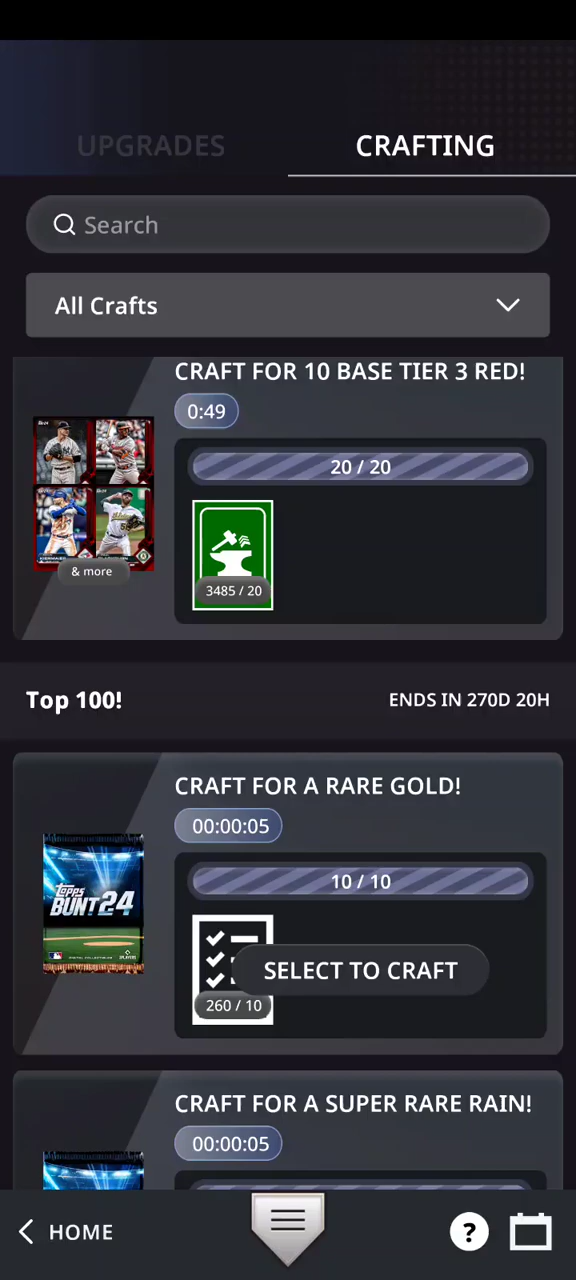 UPGRADES
CRAFTING
Search
All Crafts
CRAFT FOR 10 BASE TIER 3 RED!
0:49
20 / 20
& more
3485 / 20
Top 100!
ENDS IN 270D 20H
CRAFT FOR A RARE GOLD!
00:00:05
10 / 10
Topps
BUNT 24
SELECT TO CRAFT
260 / 10
CRAFT FOR A SUPER RARE RAIN!
00:00:05
HOME
?